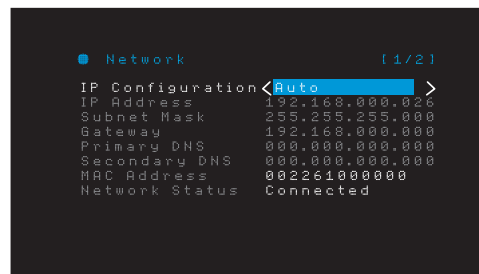 Network [1/2]
IP Configuration < Auto >
IP Address 192.168.000.026
Subnet Mask 255.255.255.000
Gateway 192.168.000.000
Primary DNS 000.000.000.000
Secondary DNS 000.000.000.000
MAC Address 002261000000
Network Status Connected